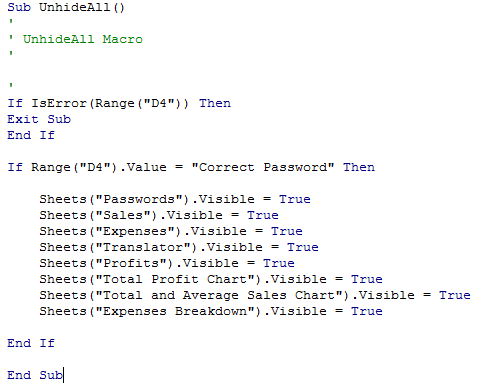 Sub UnhideAll()
'
' UnhideAll Macro
'
'
If IsError(Range("D4")) Then
Exit Sub
End If
If Range("D4").Value = "Correct Password" Then
Sheets("Passwords").Visible = True
Sheets("Sales").Visible = True
Sheets("Expenses").Visible = True
Sheets("Translator").Visible = True
Sheets("Profits").Visible = True
Sheets("Total Profit Chart").Visible = True
Sheets("Total and Average Sales Chart").Visible = True
Sheets("Expenses Breakdown").Visible = True
End If
End Sub